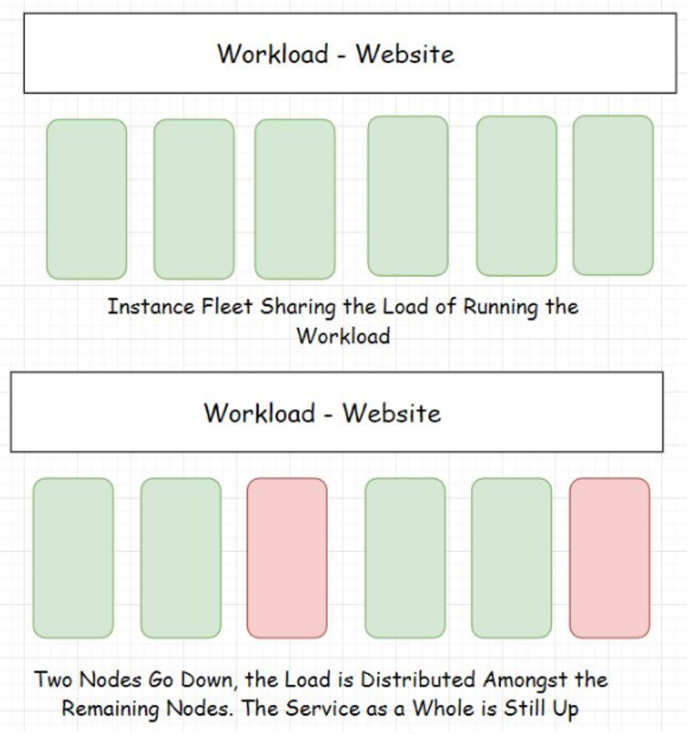 Workload - Website
Instance Fleet Sharing the Load of Running the
Workload
Workload - Website
Two Nodes Go Down, the Load is Distributed Amongst the
Remaining Nodes. The Service as a Whole is Still Up